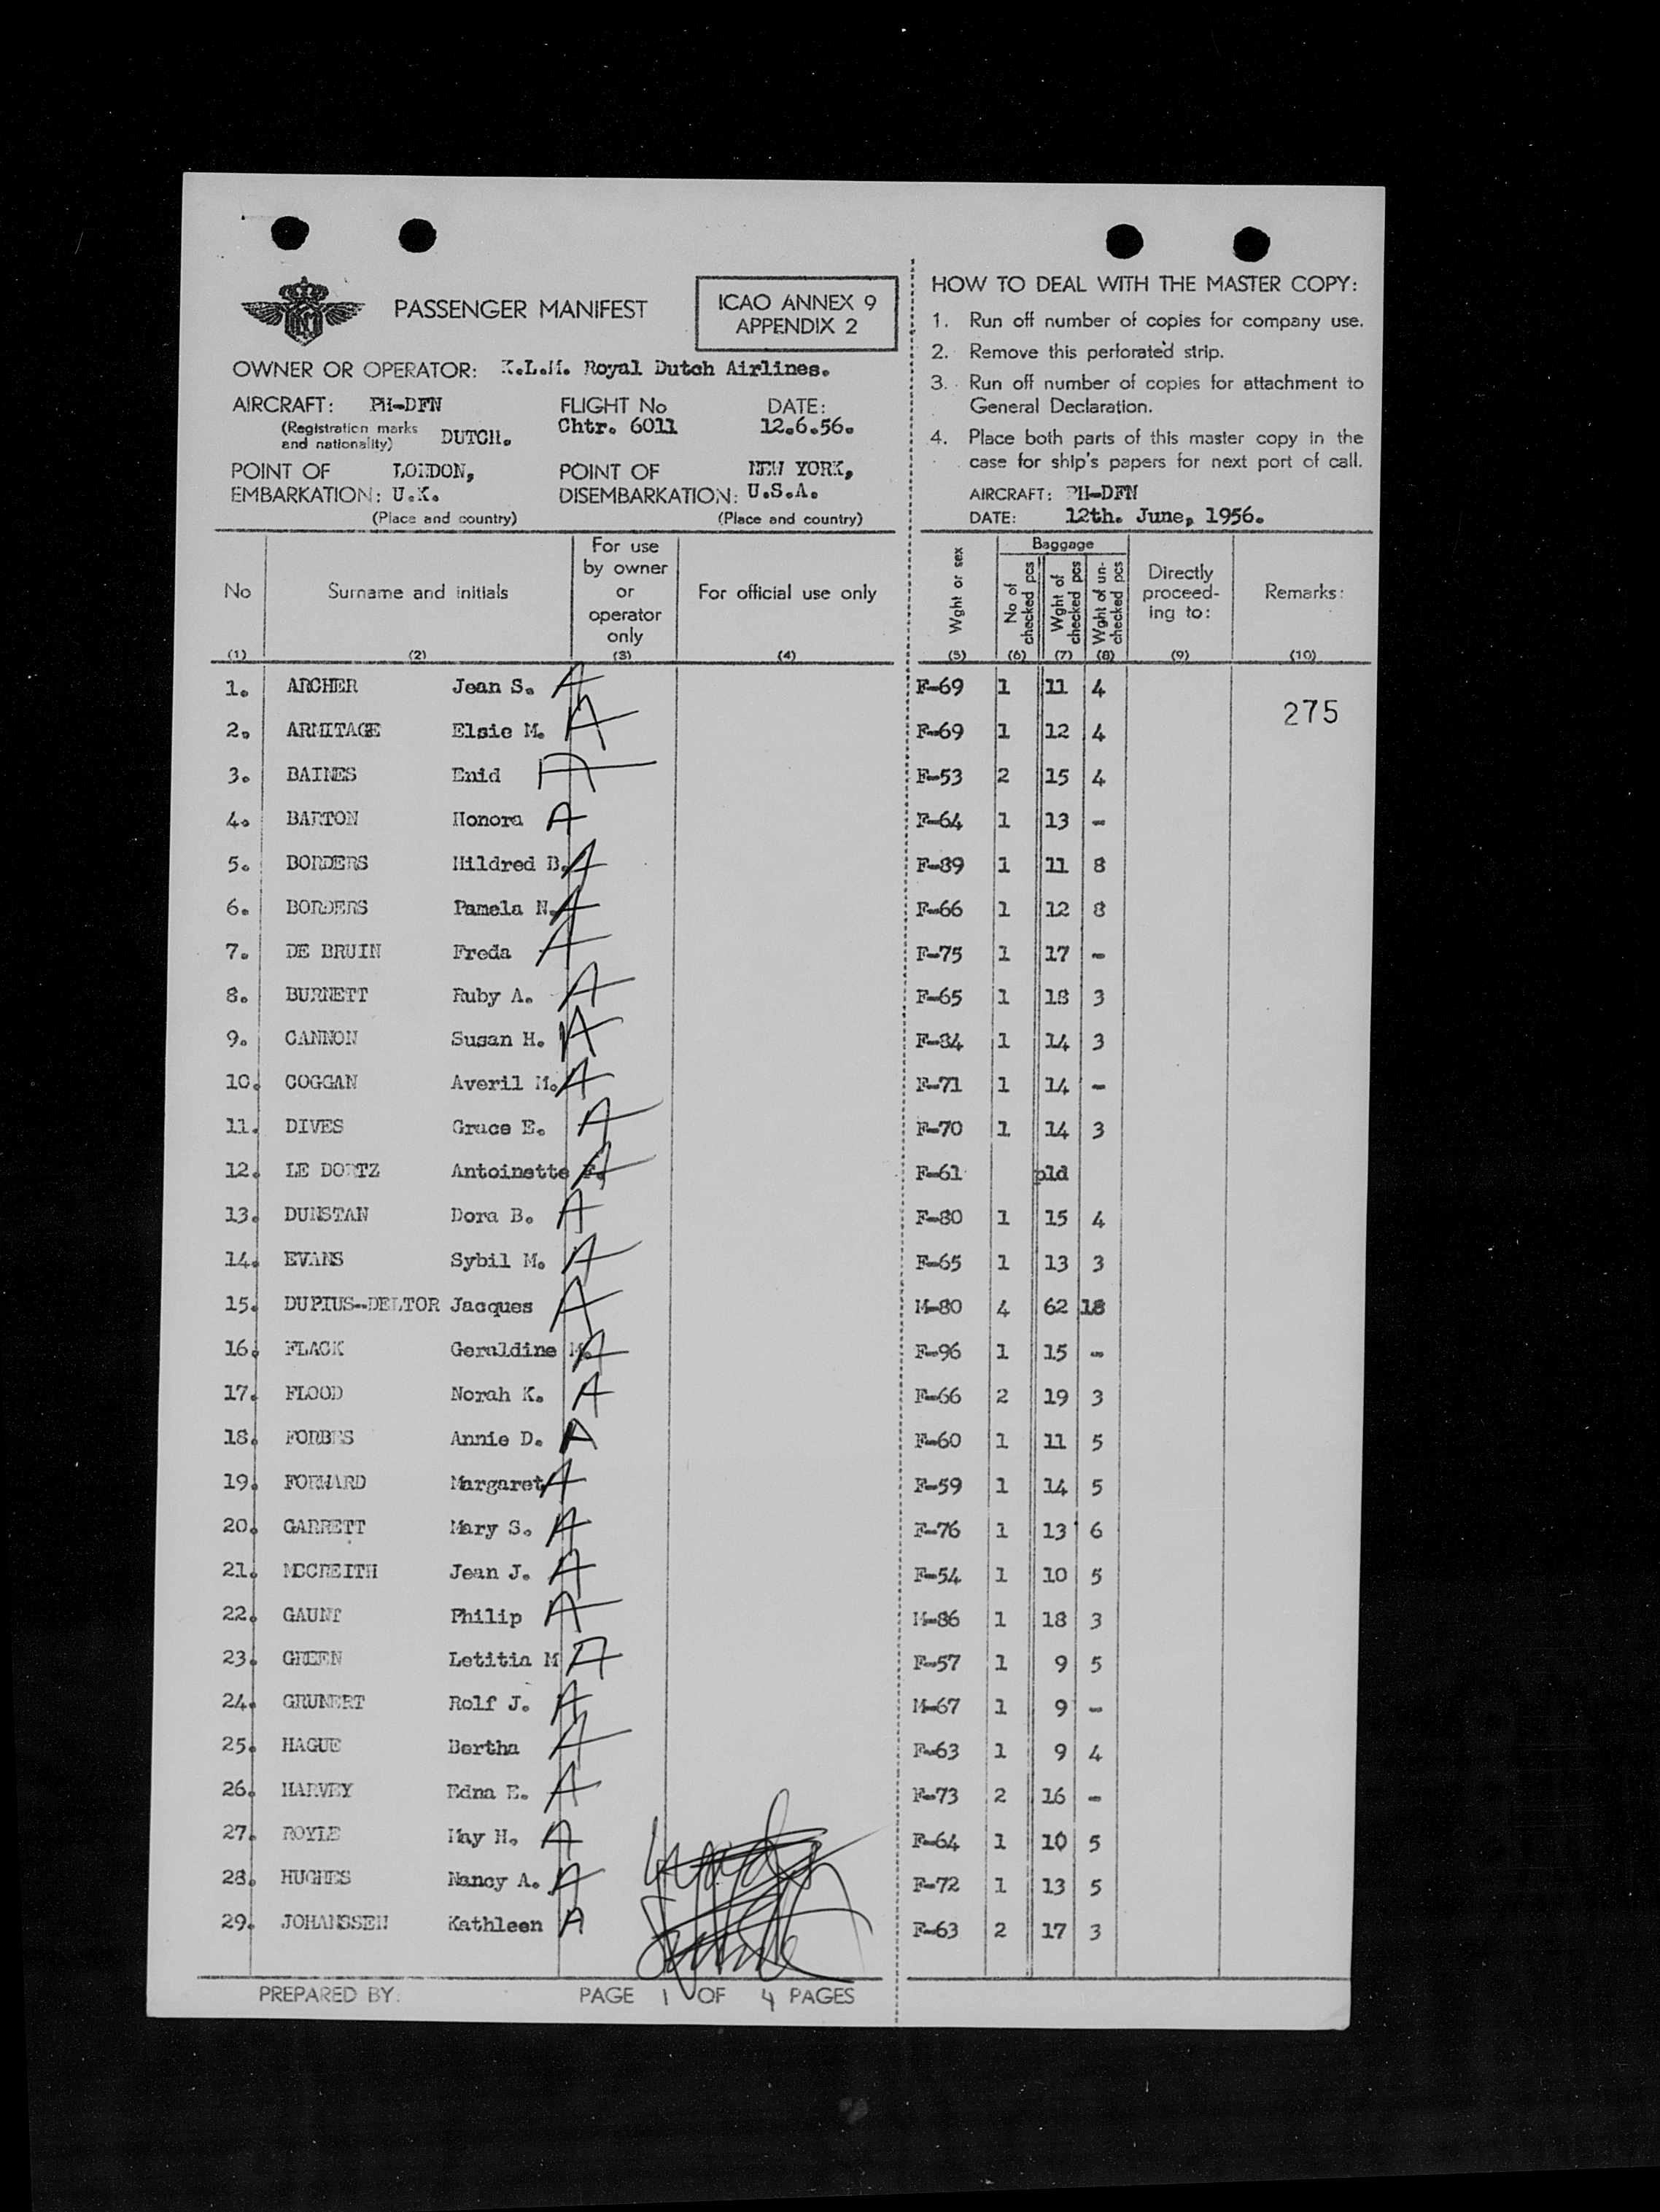 PASSENGER MANIFEST
ICAO ANNEX 9
APPENDIX 2
OWNER OR OPERATOR: K.L.M. Royal Dutch Airlines.
AIRCRAFT: PH-DFN FLIGHT No DATE:
(Registration marks and nationality) DUTCH. Chtr. 6011 12.6.56.
POINT OF LONDON, POINT OF NEW YORK,
EMBARKATION: U.K. DISEMBARKATION: U.S.A.
(Place and country) (Place and country)
HOW TO DEAL WITH THE MASTER COPY:
1. Run off number of copies for company use.
2. Remove this perforated strip.
3. Run off number of copies for attachment to
General Declaration.
4. Place both parts of this master copy in the
case for ship's papers for next port of call.
AIRCRAFT: PH-DFN
DATE: 12th. June, 1956.
No Surname and initials For use by owner or operator only For official use only Wght or sex Baggage No of checked pcs Wght of checked pcs Wght of un-checked pcs Directly proceed-ing to: Remarks:
(1) (2) (3) (4) (5) (6) (7) (8) (9) (10)
275
1. ARCHER Jean S. A F-69 1 11 4
2. ARMITAGE Elsie M. A F-69 1 12 4
3. BAINES Enid A F-53 2 15 4
4. BARTON Honora A F-64 1 13 -
5. BORDERS Mildred B. A F-89 1 11 8
6. BORDERS Pamela N. A F-66 1 12 8
7. DE BRUIN Freda A F-75 1 17 -
8. BURNETT Ruby A. A F-65 1 18 3
9. CANNON Susan H. A F-84 1 14 3
10. COGGAN Averil M. A F-71 1 14 -
11. DIVES Grace E. A F-70 1 14 3
12. LE DORTZ Antoinette F. A F-61 pld
13. DUNSTAN Dora B. A F-80 1 15 4
14. EVANS Sybil M. A F-65 1 13 3
15. DUPIUS-DELTOR Jacques A M-80 4 62 18
16. FLACK Geraldine M. A F-96 1 15 -
17. FLOOD Norah K. A F-66 2 19 3
18. FORBES Annie D. A F-60 1 11 5
19. FORWARD Margaret A F-59 1 14 5
20. GARRETT Mary S. A F-76 1 13 6
21. MCCREITH Jean J. A F-54 1 10 5
22. GAUNT Philip A M-86 1 18 3
23. GREEN Letitia M A F-57 1 9 5
24. GRUNERT Rolf J. A M-67 1 9 -
25. HAGUE Bertha A F-63 1 9 4
26. HARVEY Edna E. A F-73 2 16 -
27. ROYLE May H. A F-64 1 10 5
28. HUGHES Nancy A. A F-72 1 13 5
29. JOHANSSEN Kathleen A F-63 2 17 3
PREPARED BY: PAGE 1 OF 4 PAGES